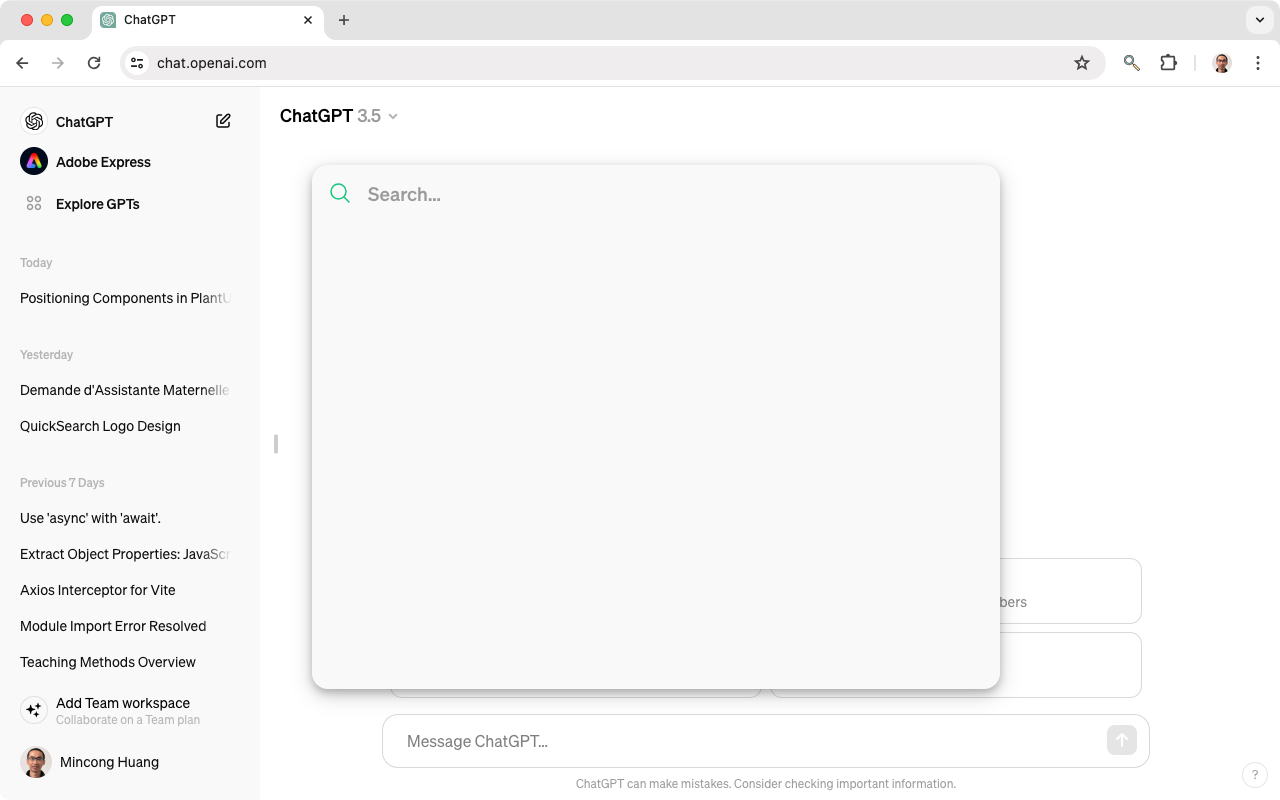 ChatGPT
chat.openai.com
ChatGPT
Adobe Express
Explore GPTs
Today
Positioning Components in PlantU
Yesterday
Demande d'Assistante Maternelle
QuickSearch Logo Design
Previous 7 Days
Use 'async' with 'await'.
Extract Object Properties: JavaScr
Axios Interceptor for Vite
Module Import Error Resolved
Teaching Methods Overview
Add Team workspace
Collaborate on a Team plan
Mincong Huang
ChatGPT 3.5
Search...
bers
Message ChatGPT...
ChatGPT can make mistakes. Consider checking important information.
?